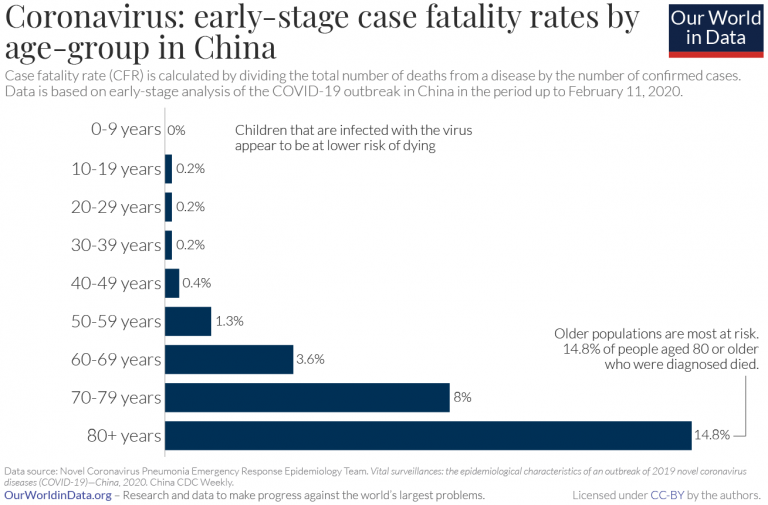 Coronavirus: early-stage case fatality rates by
age-group in China
Our World
in Data
Case fatality rate (CFR) is calculated by dividing the total number of deaths from a disease by the number of confirmed cases.
Data is based on early-stage analysis of the COVID-19 outbreak in China in the period up to February 11, 2020.
0-9 years 0%
Children that are infected with the virus
appear to be at lower risk of dying
10-19 years 0.2%
20-29 years 0.2%
30-39 years 0.2%
40-49 years 0.4%
50-59 years 1.3%
Older populations are most at risk.
14.8% of people aged 80 or older
who were diagnosed died.
60-69 years 3.6%
70-79 years 8%
80+ years 14.8%
Data source: Novel Coronavirus Pneumonia Emergency Response Epidemiology Team. Vital surveillances: the epidemiological characteristics of an outbreak of 2019 novel coronavirus
diseases (COVID-19)—China, 2020. China CDC Weekly.
OurWorldinData.org – Research and data to make progress against the world's largest problems.
Licensed under CC-BY by the authors.